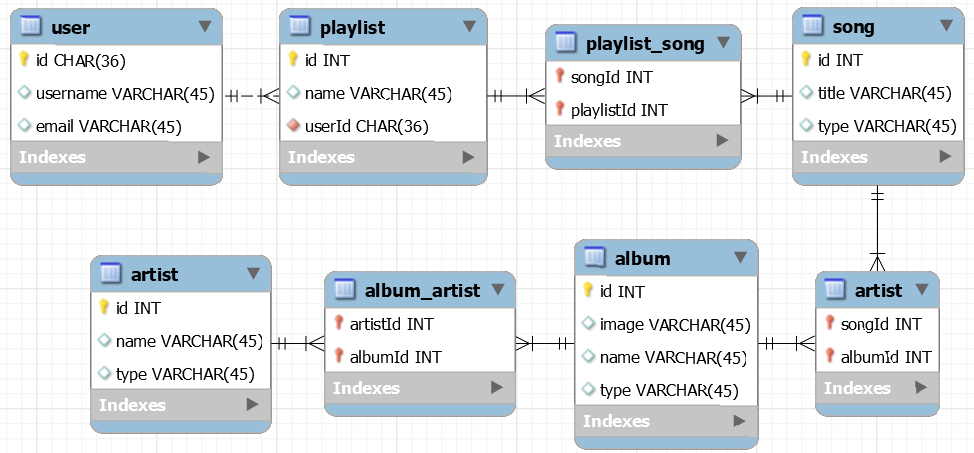 user
id CHAR(36)
username VARCHAR(45)
email VARCHAR(45)
Indexes
playlist
id INT
name VARCHAR(45)
userId CHAR(36)
Indexes
playlist_song
songId INT
playlistId INT
Indexes
song
id INT
title VARCHAR(45)
type VARCHAR(45)
Indexes
artist
id INT
name VARCHAR(45)
type VARCHAR(45)
Indexes
album_artist
artistId INT
albumId INT
Indexes
album
id INT
image VARCHAR(45)
name VARCHAR(45)
type VARCHAR(45)
Indexes
artist
songId INT
albumId INT
Indexes